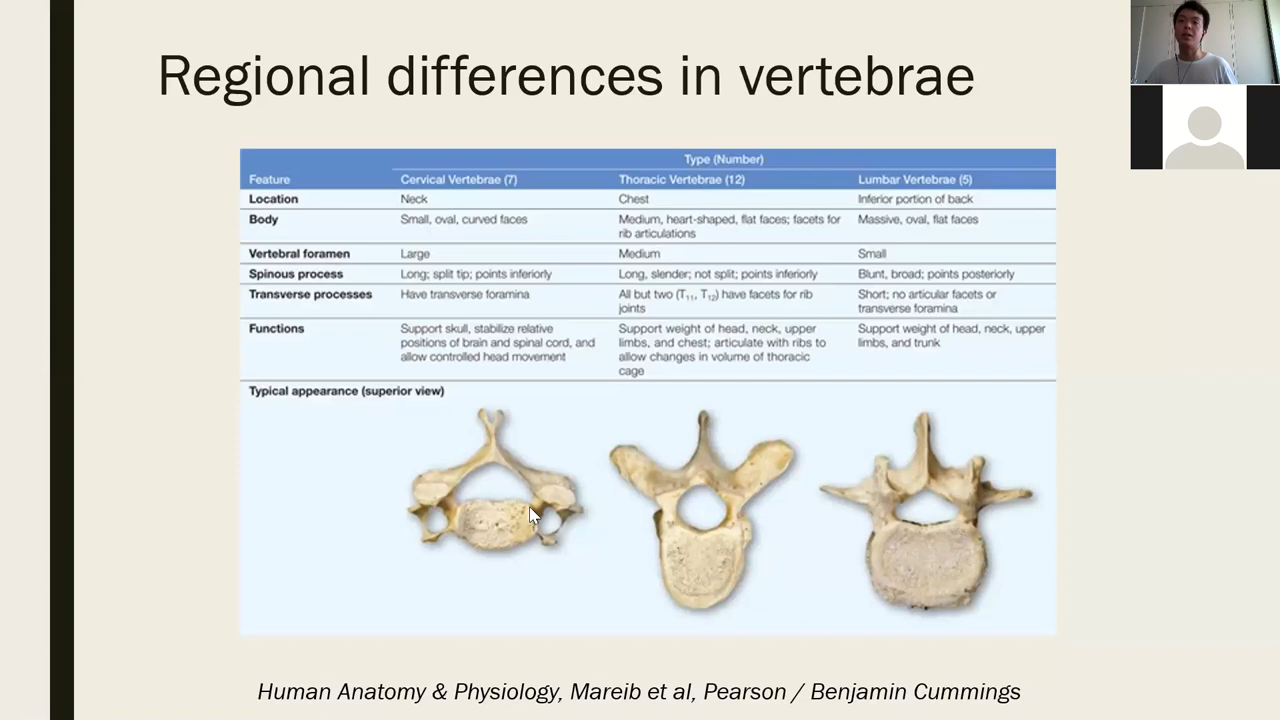 Regional differences in vertebrae
Type (Number)
Feature Cervical Vertebrae (7) Thoracic Vertebrae (12) Lumbar Vertebrae (5)
Location Neck Chest Inferior portion of back
Body Small, oval, curved faces Medium, heart-shaped, flat faces; facets for Massive, oval, flat faces
rib articulations
Vertebral foramen Large Medium Small
Spinous process Long; split tip; points inferiorly Long, slender; not split; points inferiorly Blunt, broad; points posteriorly
Transverse processes Have transverse foramina All but two (T11, T12) have facets for rib Short; no articular facets or
joints transverse foramina
Functions Support skull, stabilize relative Support weight of head, neck, upper Support weight of head, neck, upper
positions of brain and spinal cord, and limbs, and chest; articulate with ribs to limbs, and trunk
allow controlled head movement allow changes in volume of thoracic
cage
Typical appearance (superior view)
Human Anatomy & Physiology, Mareib et al, Pearson / Benjamin Cummings